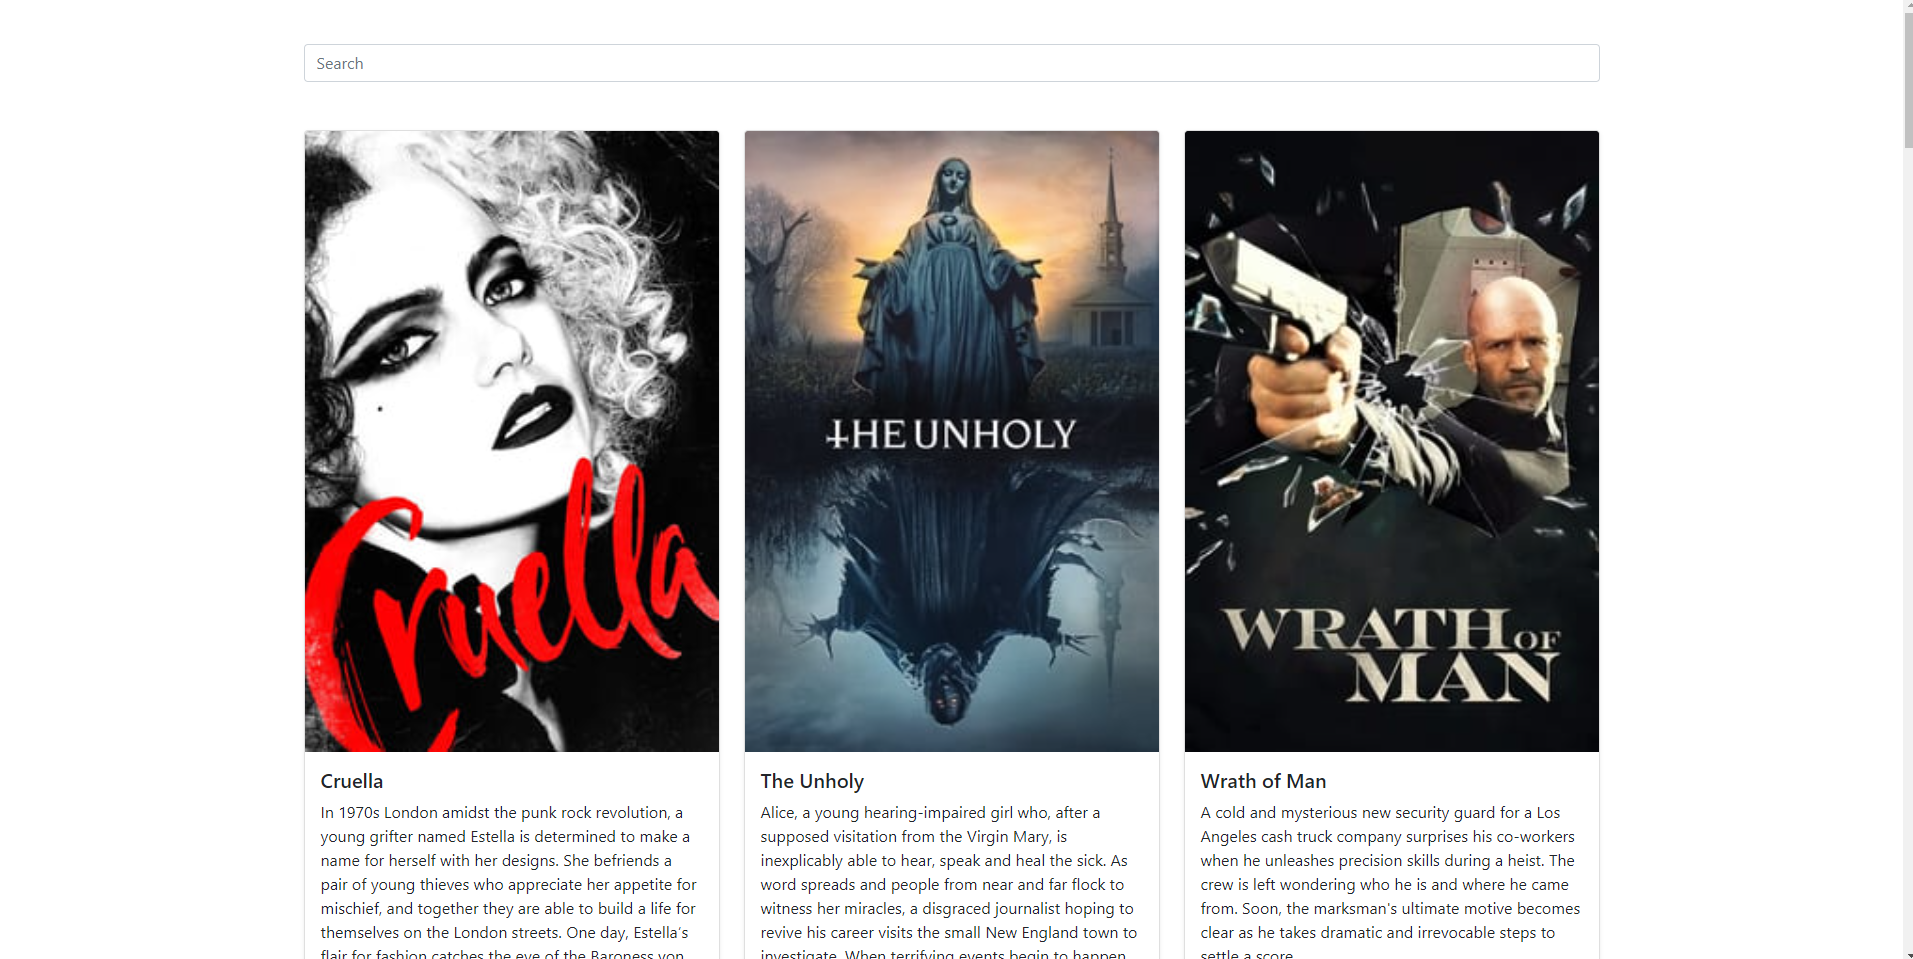 Search
Cruella
THE UNHOLY
WRATH OF
MAN
Cruella
In 1970s London amidst the punk rock revolution, a
young grifter named Estella is determined to make a
name for herself with her designs. She befriends a
pair of young thieves who appreciate her appetite for
mischief, and together they are able to build a life for
themselves on the London streets. One day, Estella’s
flair for fashion catches the eye of the Baroness von
The Unholy
Alice, a young hearing-impaired girl who, after a
supposed visitation from the Virgin Mary, is
inexplicably able to hear, speak and heal the sick. As
word spreads and people from near and far flock to
witness her miracles, a disgraced journalist hoping to
revive his career visits the small New England town to
investigate. When terrifying events begin to happen
Wrath of Man
A cold and mysterious new security guard for a Los
Angeles cash truck company surprises his co-workers
when he unleashes precision skills during a heist. The
crew is left wondering who he is and where he came
from. Soon, the marksman's ultimate motive becomes
clear as he takes dramatic and irrevocable steps to
settle a score.